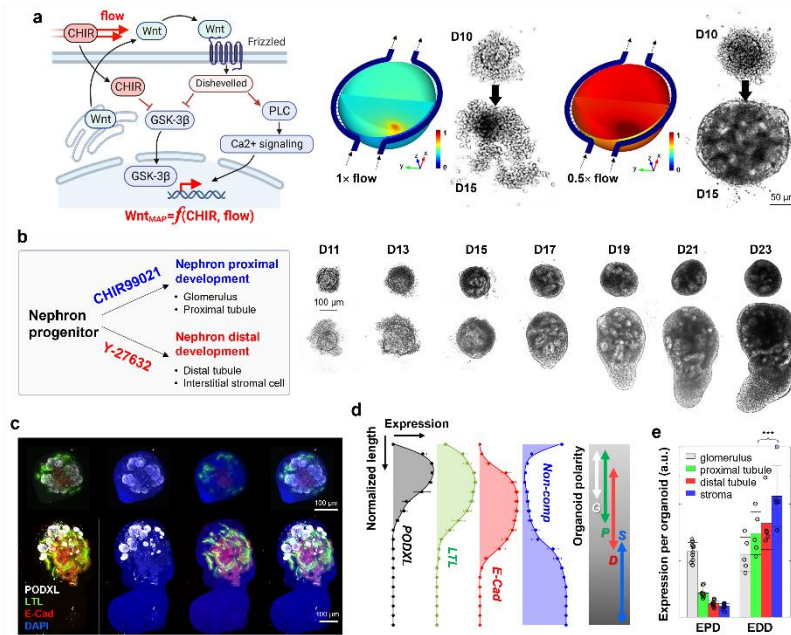 a
flow
CHIR
Wnt
Wnt
Frizzled
CHIR
Dishevelled
Wnt
GSK-3β
PLC
Ca2+ signaling
GSK-3β
WntMAP=f(CHIR, flow)
1
0
z
y
x
1× flow
D10
D15
1
0
z
y
x
0.5× flow
D10
D15
50 µm
b
Nephron progenitor
CHIR99021
Nephron proximal development
• Glomerulus
• Proximal tubule
Y-27632
Nephron distal development
• Distal tubule
• Interstitial stromal cell
D11 D13 D15 D17 D19 D21 D23
100 µm
c
100 µm
PODXL
LTL
E-Cad
DAPI
100 µm
d
Expression
Normalized length
PODXL
LTL
E-Cad
Non-comp
Organoid polarity
G
P
D
S
e
Expression per organoid (a.u.)
glomerulus
proximal tubule
distal tubule
stroma
***
EPD EDD